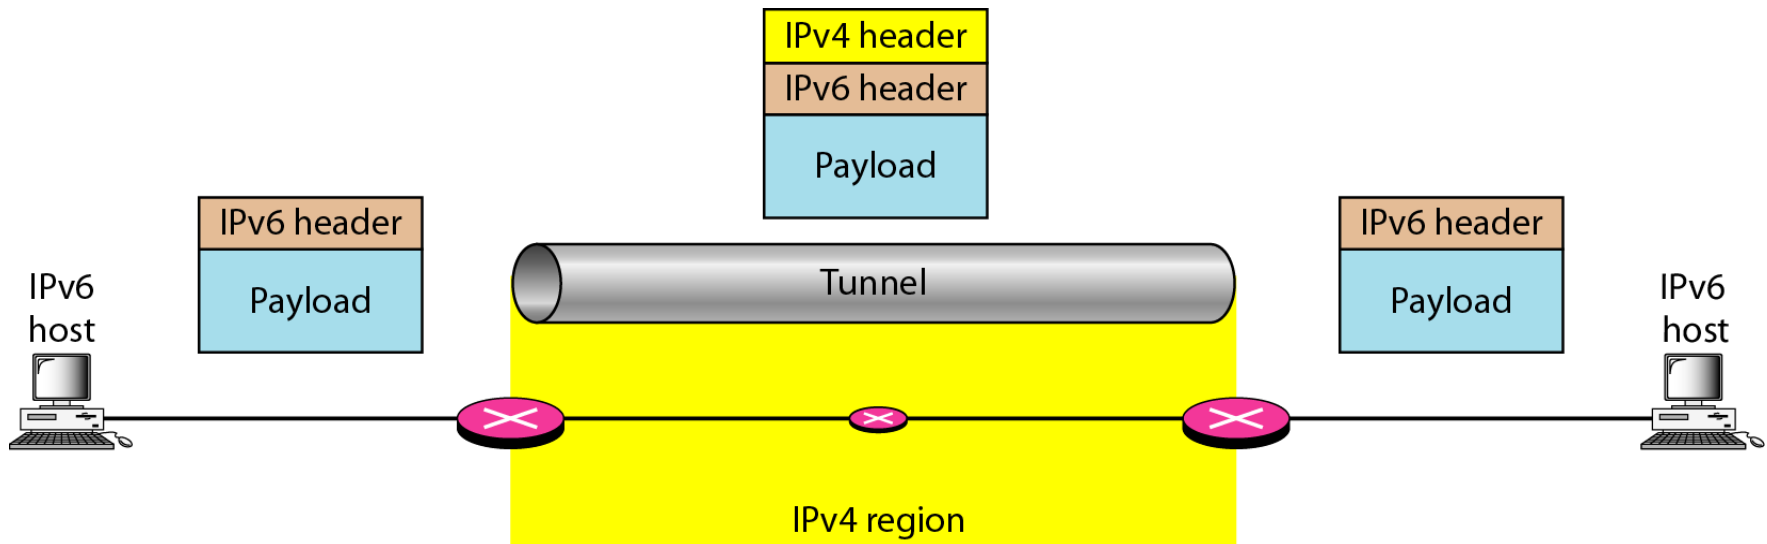 IPv4 header
IPv6 header
Payload
IPv6 header
Payload
IPv6 header
Payload
IPv6
host
Tunnel
IPv6
host
IPv4 region